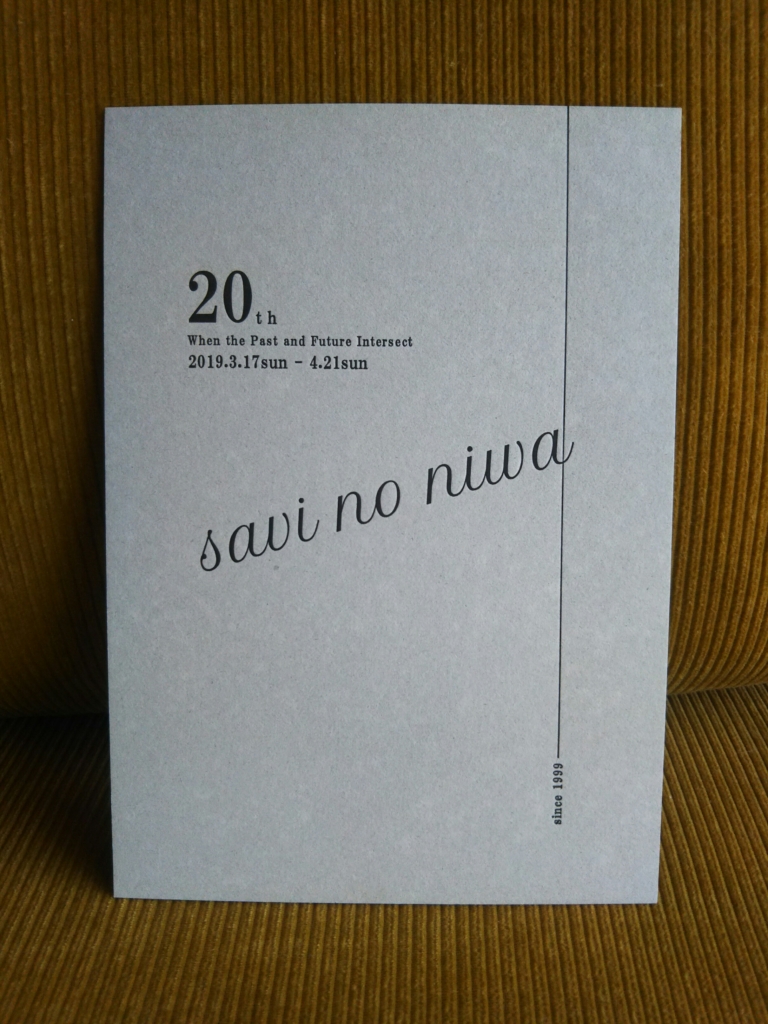 20th
When the Past and Future Intersect
2019.3.17sun - 4.21sun
savi no niwa
since 1999